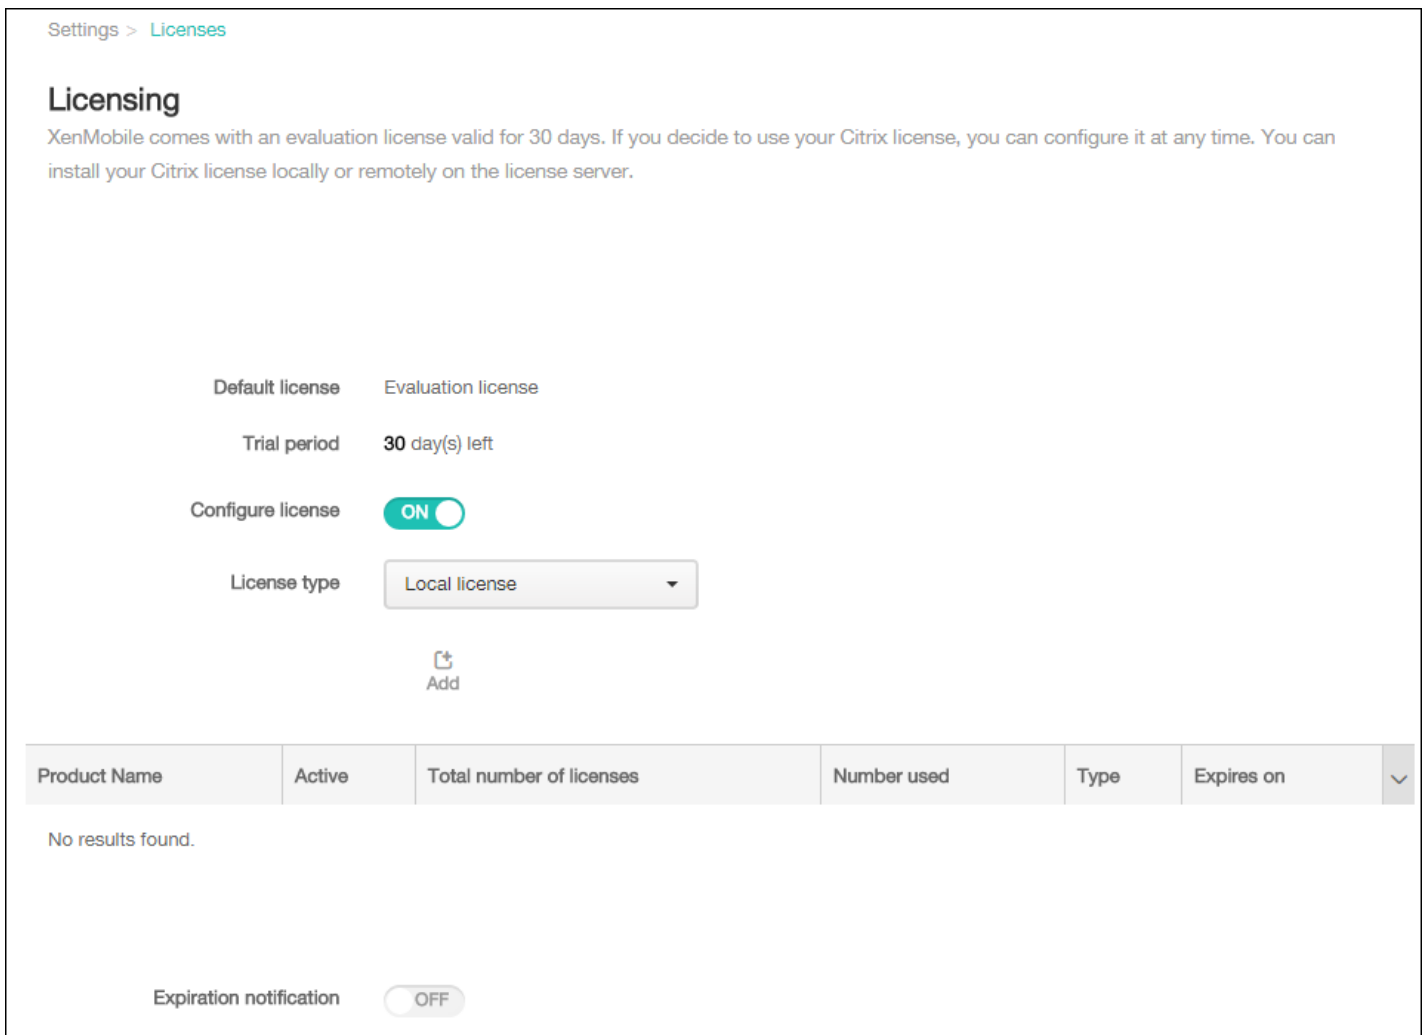 Settings > Licenses
Licensing
XenMobile comes with an evaluation license valid for 30 days. If you decide to use your Citrix license, you can configure it at any time. You can
install your Citrix license locally or remotely on the license server.
Default license Evaluation license
Trial period 30 day(s) left
Configure license ON
License type Local license
Add
Product Name Active Total number of licenses Number used Type Expires on
No results found.
Expiration notification OFF